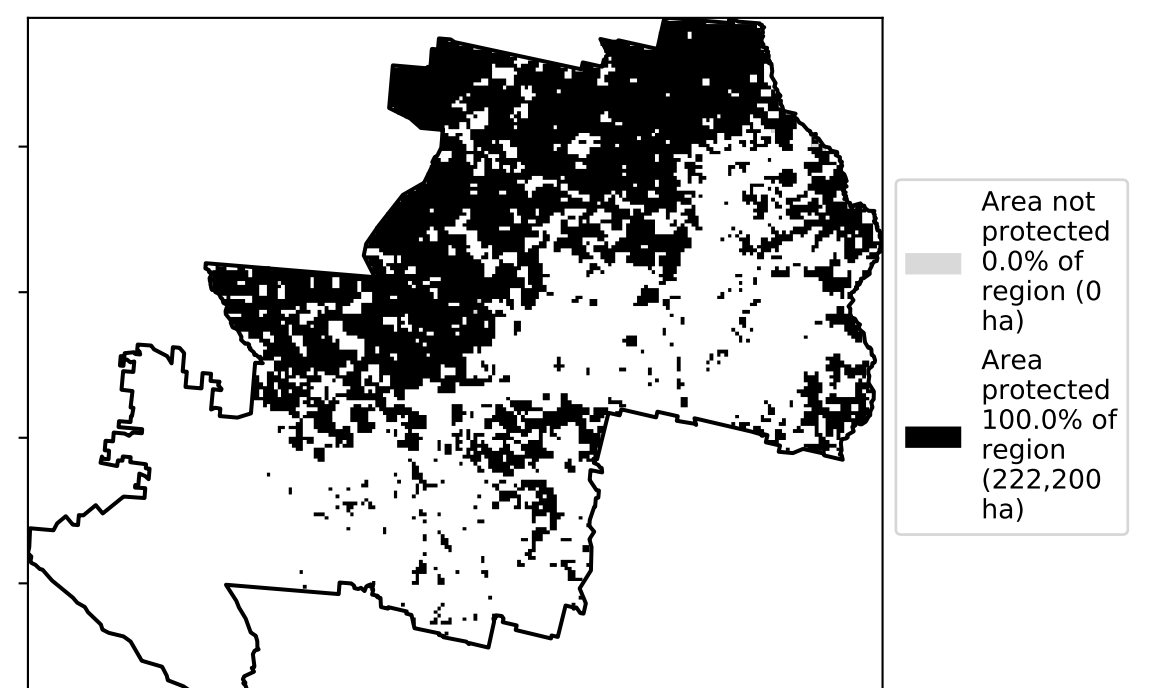 Area not
protected
0.0% of
region (0
ha)
Area
protected
100.0% of
region
(222,200
ha)